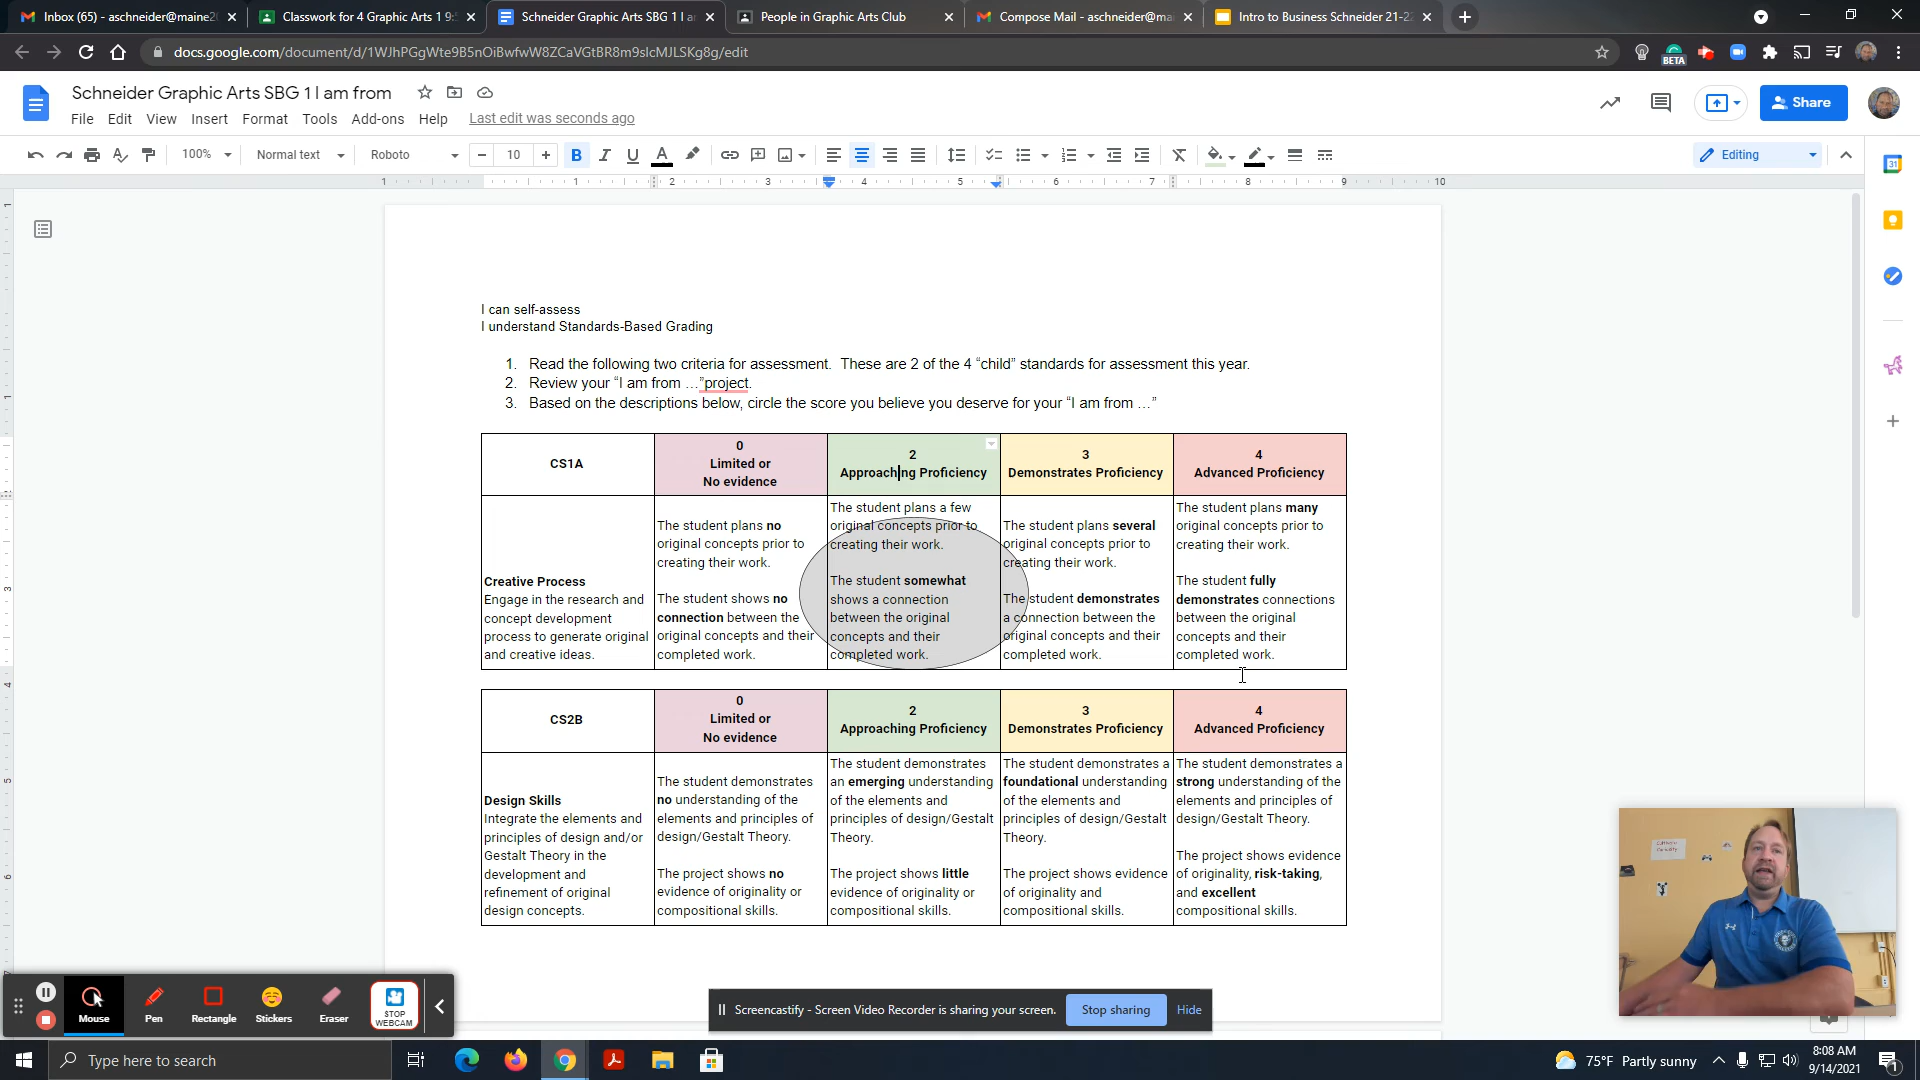 Inbox (65) - aschneider@maine2
Classwork for 4 Graphic Arts 1 9:5
Schneider Graphic Arts SBG 1 I a
People in Graphic Arts Club
Compose Mail - aschneider@ma
Intro to Business Schneider 21-22
docs.google.com/document/d/1WJhPGgWte9B5nOiBwfwW8ZCaVGtBR8m9slcMJLSKg8g/edit
BETA
Schneider Graphic Arts SBG 1 I am from
Share
File Edit View Insert Format Tools Add-ons Help Last edit was seconds ago
100% Normal text Roboto 10 B I U A Editing
1 1 2 3 4 5 6 7 8 9 10
31
I can self-assess
I understand Standards-Based Grading
1. Read the following two criteria for assessment. These are 2 of the 4 “child” standards for assessment this year.
2. Review your “I am from …”project.
3. Based on the descriptions below, circle the score you believe you deserve for your “I am from …”
CS1A
0
Limited or
No evidence
2
Approaching Proficiency
3
Demonstrates Proficiency
4
Advanced Proficiency
Creative Process
Engage in the research and
concept development
process to generate original
and creative ideas.
The student plans no
original concepts prior to
creating their work.
The student shows no
connection between the
original concepts and their
completed work.
The student plans a few
original concepts prior to
creating their work.
The student somewhat
shows a connection
between the original
concepts and their
completed work.
The student plans several
original concepts prior to
creating their work.
The student demonstrates
a connection between the
original concepts and their
completed work.
The student plans many
original concepts prior to
creating their work.
The student fully
demonstrates connections
between the original
concepts and their
completed work.
CS2B
0
Limited or
No evidence
2
Approaching Proficiency
3
Demonstrates Proficiency
4
Advanced Proficiency
Design Skills
Integrate the elements and
principles of design and/or
Gestalt Theory in the
development and
refinement of original
design concepts.
The student demonstrates
no understanding of the
elements and principles of
design/Gestalt Theory.
The project shows no
evidence of originality or
compositional skills.
The student demonstrates
an emerging understanding
of the elements and
principles of design/Gestalt
Theory.
The project shows little
evidence of originality or
compositional skills.
The student demonstrates a
foundational understanding
of the elements and
principles of design/Gestalt
Theory.
The project shows evidence
of originality and
compositional skills.
The student demonstrates a
strong understanding of the
elements and principles of
design/Gestalt Theory.
The project shows evidence
of originality, risk-taking,
and excellent
compositional skills.
Mouse
Pen
Rectangle
Stickers
Eraser
STOP
WEBCAM
Screencastify - Screen Video Recorder is sharing your screen.
Stop sharing
Hide
Type here to search
75°F Partly sunny
8:08 AM
9/14/2021
1